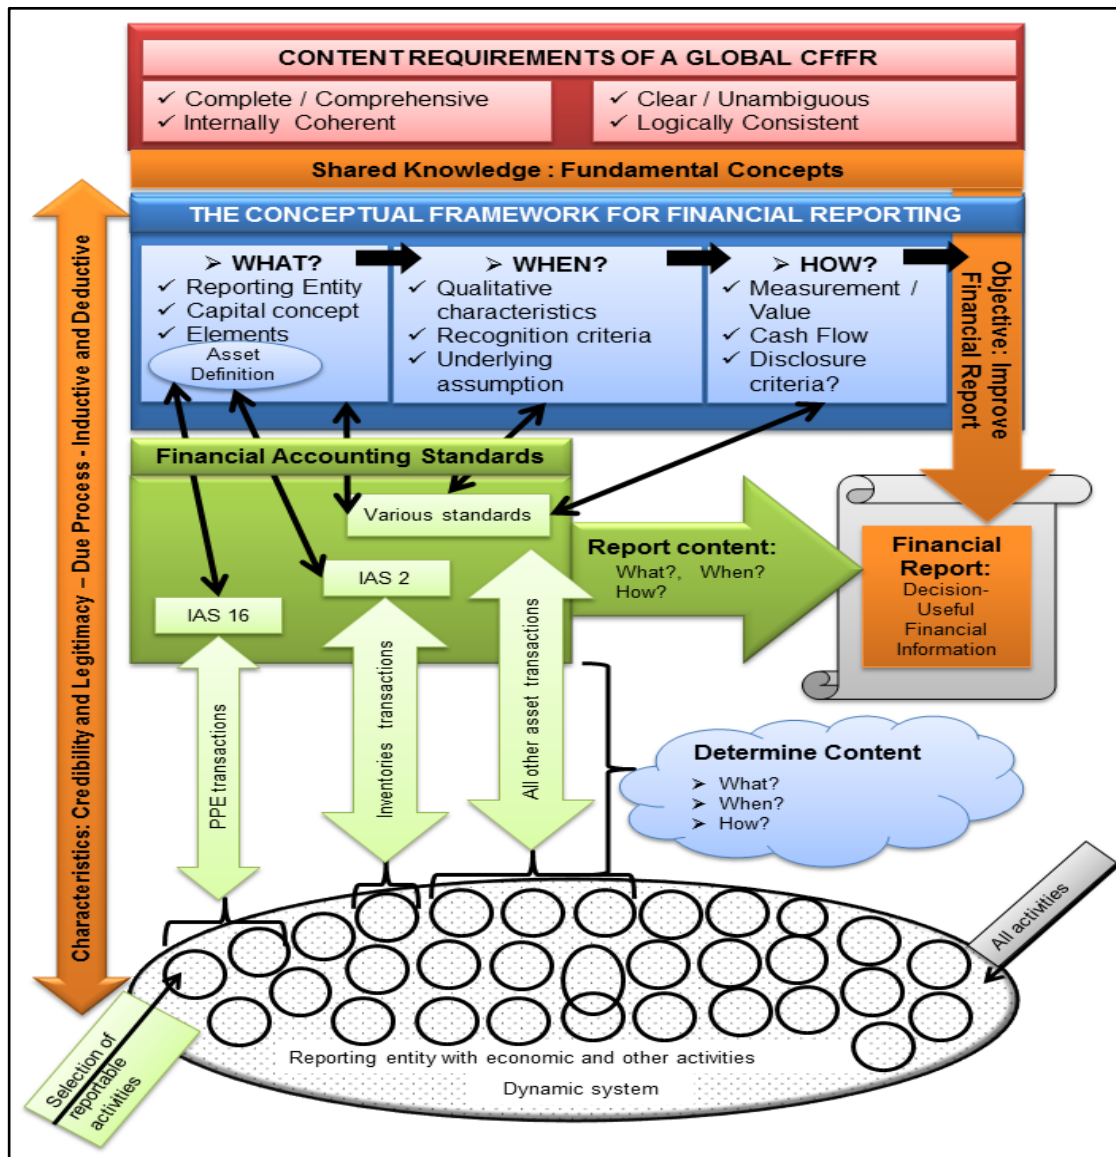 CONTENT REQUIREMENTS OF A GLOBAL CFfFR
✓ Complete / Comprehensive
✓ Internally Coherent
✓ Clear / Unambiguous
✓ Logically Consistent
Shared Knowledge : Fundamental Concepts
THE CONCEPTUAL FRAMEWORK FOR FINANCIAL REPORTING
➢ WHAT?
✓ Reporting Entity
✓ Capital concept
✓ Elements
Asset
Definition
➢ WHEN?
✓ Qualitative
characteristics
✓ Recognition criteria
✓ Underlying
assumption
➢ HOW?
✓ Measurement /
Value
✓ Cash Flow
✓ Disclosure
criteria?
Objective: Improve
Financial Report
Characteristics: Credibility and Legitimacy – Due Process - Inductive and Deductive
Financial Accounting Standards
Various standards
IAS 2
IAS 16
Report content:
What?, When?
How?
Financial
Report:
Decision-
Useful
Financial
Information
PPE transactions
Inventories transactions
All other asset transactions
Determine Content
➢ What?
➢ When?
➢ How?
All activities
Selection of
reportable
activities
Reporting entity with economic and other activities
Dynamic system